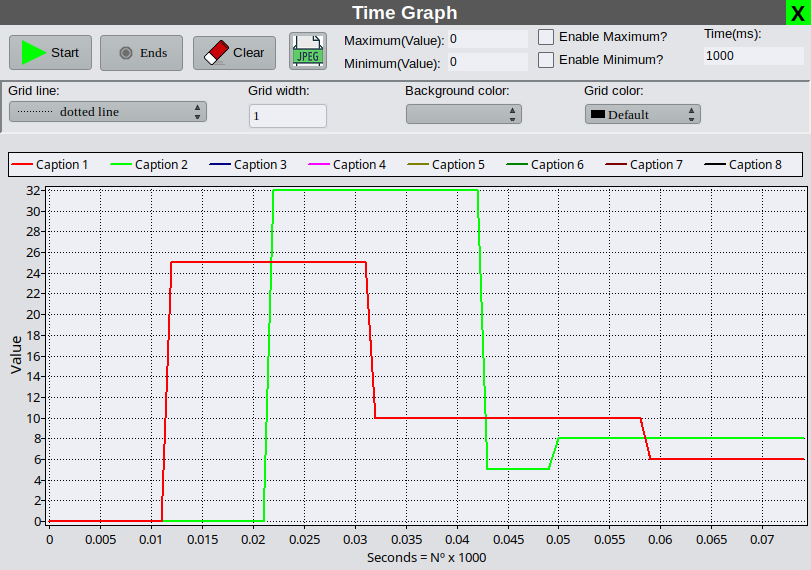 Time Graph X
Start Ends Clear JPEG Maximum(Value): 0 Enable Maximum? Time(ms):
Minimum(Value): 0 Enable Minimum? 1000
Grid line: Grid width: Background color: Grid color:
dotted line 1 Default
Caption 1 Caption 2 Caption 3 Caption 4 Caption 5 Caption 6 Caption 7 Caption 8
32
30
28
26
24
22
20
18
16
14
12
10
8
6
4
2
0
Value
0 0.005 0.01 0.015 0.02 0.025 0.03 0.035 0.04 0.045 0.05 0.055 0.06 0.065 0.07
Seconds = Nº x 1000